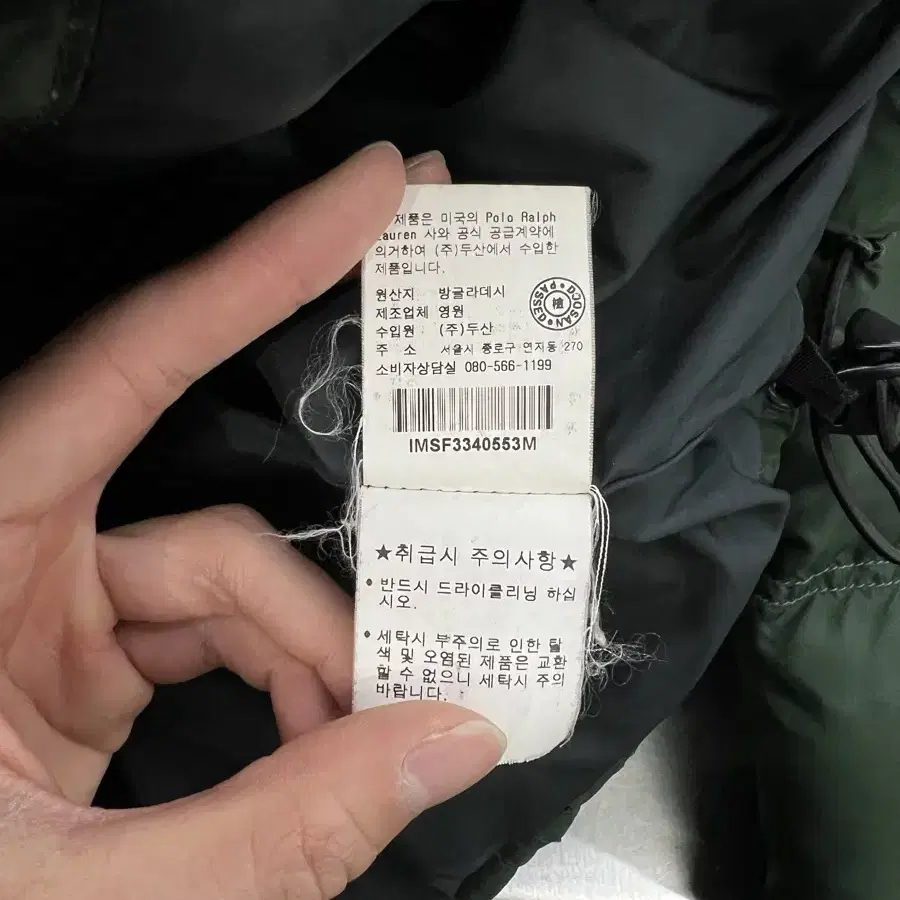 제품은 미국의 Polo Ralph
Lauren 사와 공식 공급계약에
의거하여 (주)두산에서 수입한
제품입니다.
원산지 방글라데시
제조업체 영원
수입원 (주)두산
주 소 서울시 종로구 연지동 270
소비자상담실 080-566-1199
DOOSAN PASSED
IMSF3340553M
★취급시 주의사항★
• 반드시 드라이클리닝 하십
시오.
• 세탁시 부주의로 인한 탈
색 및 오염된 제품은 교환
할 수 없으니 세탁시 주의
바랍니다.